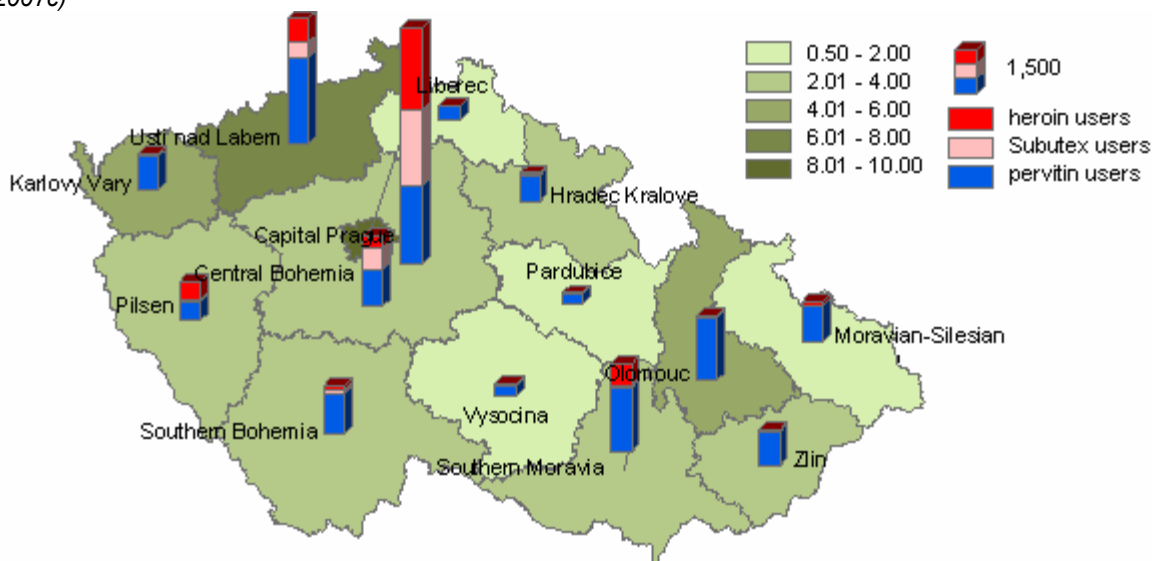 2007c)
0.50 - 2.00
2.01 - 4.00
4.01 - 6.00
6.01 - 8.00
8.01 - 10.00
1,500
heroin users
Subutex users
pervitin users
Liberec
Usti nad Labem
Karlovy Vary
Hradec Kralove
Capital Prague
Central Bohemia
Pardubice
Pilsen
Moravian-Silesian
Olomouc
Vysocina
Southern Bohemia
Southern Moravia
Zlin